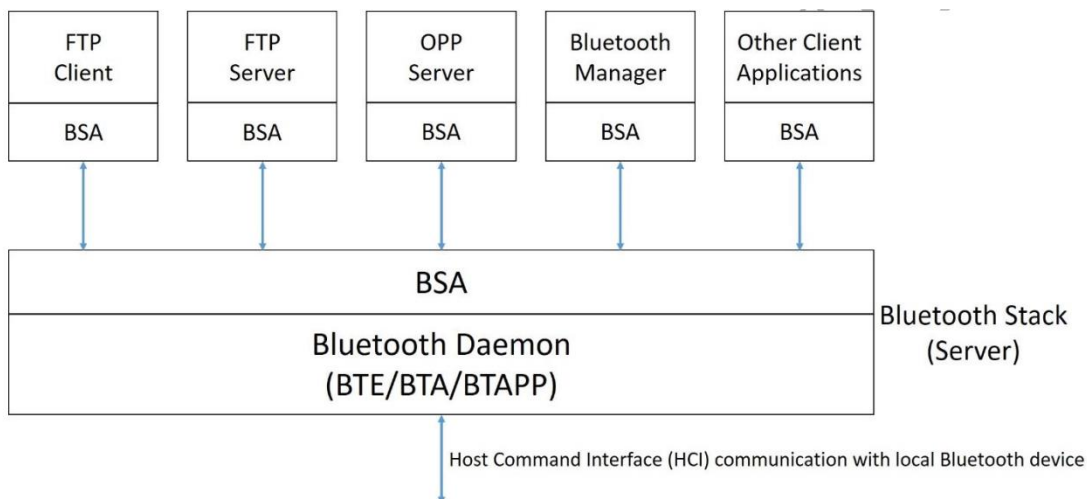 FTP
Client
BSA
FTP
Server
BSA
OPP
Server
BSA
Bluetooth
Manager
BSA
Other Client
Applications
BSA
BSA
Bluetooth Daemon
(BTE/BTA/BTAPP)
Bluetooth Stack
(Server)
Host Command Interface (HCI) communication with local Bluetooth device